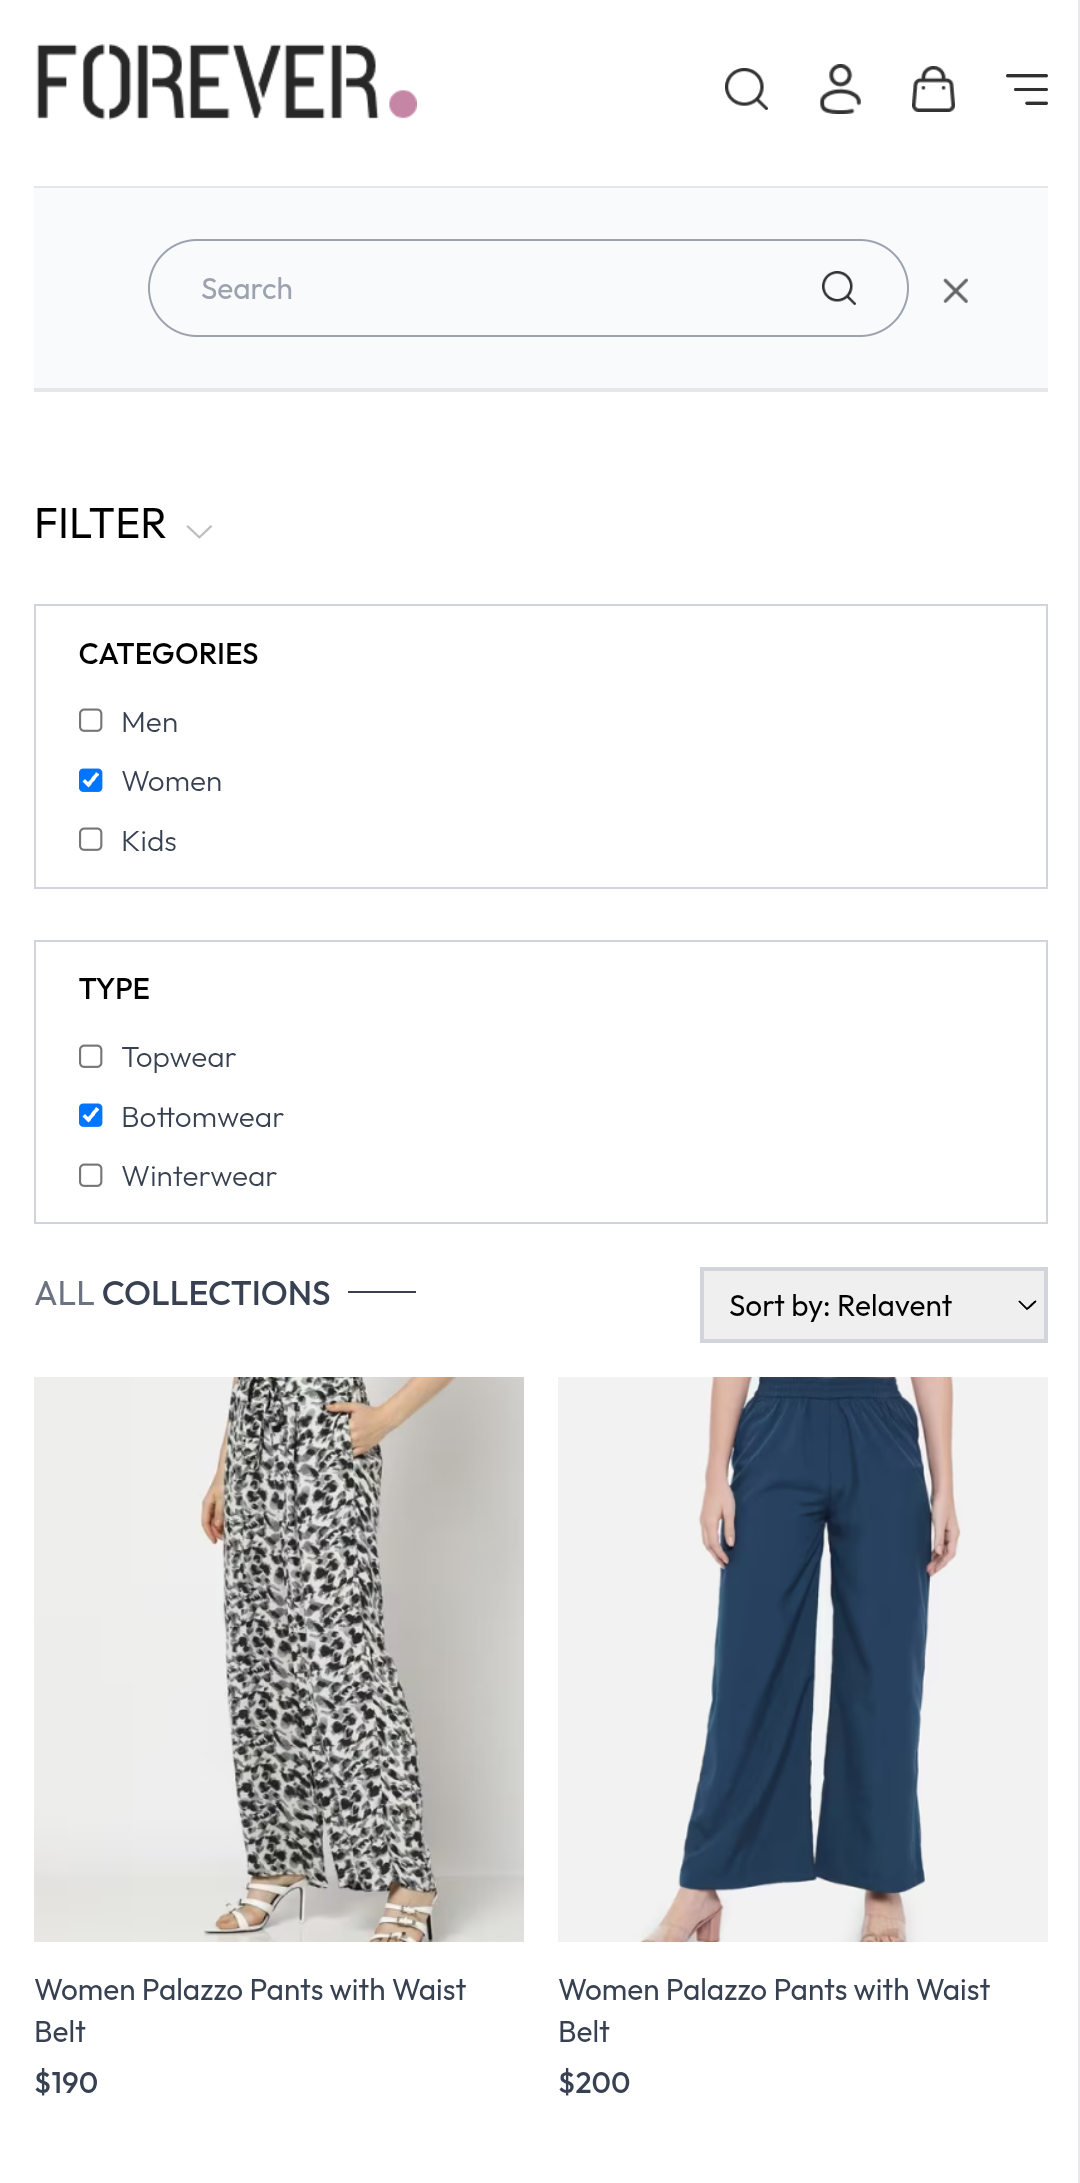 FOREVER.
Search
FILTER
CATEGORIES
Men
Women
Kids
TYPE
Topwear
Bottomwear
Winterwear
ALL COLLECTIONS
Sort by: Relavent
Women Palazzo Pants with Waist
Belt
$190
Women Palazzo Pants with Waist
Belt
$200